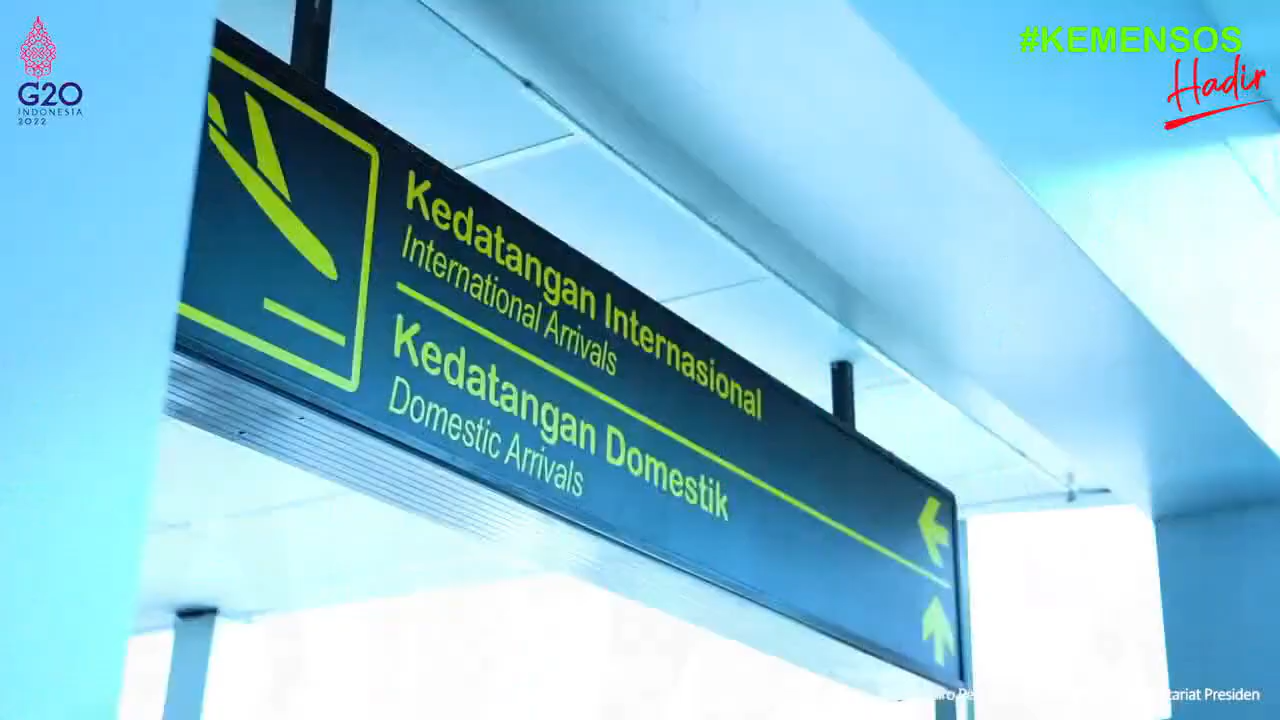 G20
INDONESIA
2022
#KEMENSOS
Hadir
Kedatangan Internasional
International Arrivals
Kedatangan Domestik
Domestic Arrivals
Presiden